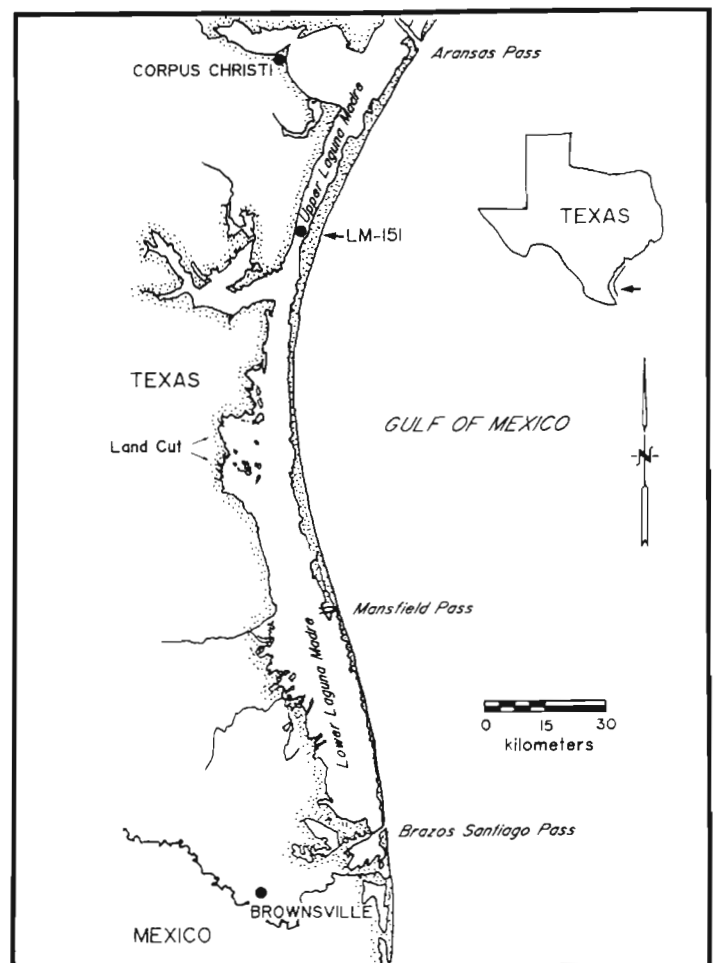 Aransas Pass
CORPUS CHRISTI
Upper Laguna Madre
TEXAS
LM-151
TEXAS
GULF OF MEXICO
Land Cut
N
Mansfield Pass
Lower Laguna Madre
0 15 30
kilometers
Brazos Santiago Pass
BROWNSVILLE
MEXICO